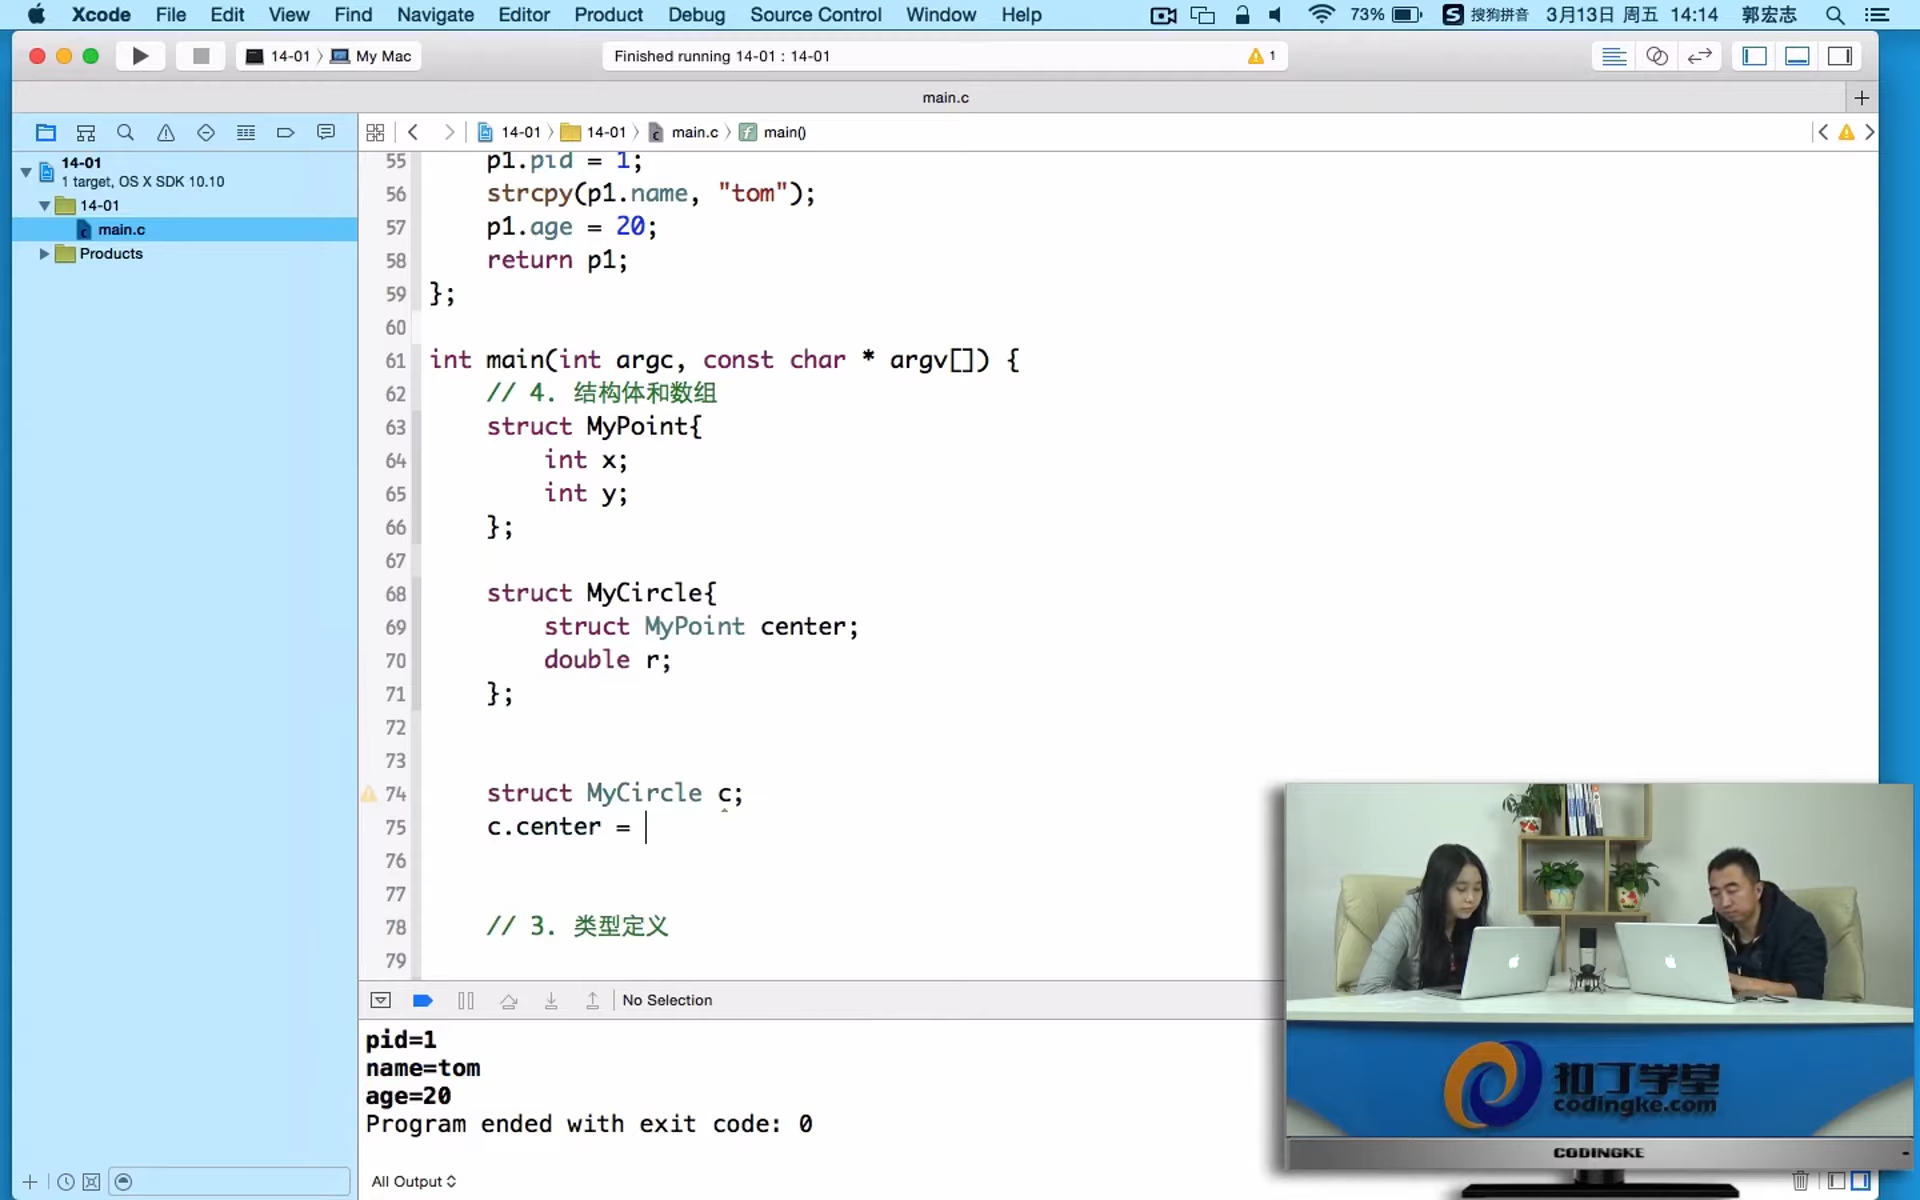 Xcode File Edit View Find Navigate Editor Product Debug Source Control Window Help 73% S 搜狗拼音 3月13日 周五 14:14 郭宏志
14-01 My Mac Finished running 14-01 : 14-01 1
main.c
14-01 14-01 main.c main()
14-01
1 target, OS X SDK 10.10
14-01
main.c
Products
55 p1.pid = 1;
56 strcpy(p1.name, "tom");
57 p1.age = 20;
58 return p1;
59 };
60
61 int main(int argc, const char * argv[]) {
62 // 4. 结构体和数组
63 struct MyPoint{
64 int x;
65 int y;
66 };
67
68 struct MyCircle{
69 struct MyPoint center;
70 double r;
71 };
72
73
74 struct MyCircle c;
75 c.center =
76
77
78 // 3. 类型定义
79
No Selection
pid=1
name=tom
age=20
Program ended with exit code: 0
All Output
扣丁学堂
codingke.com
CODINGKE